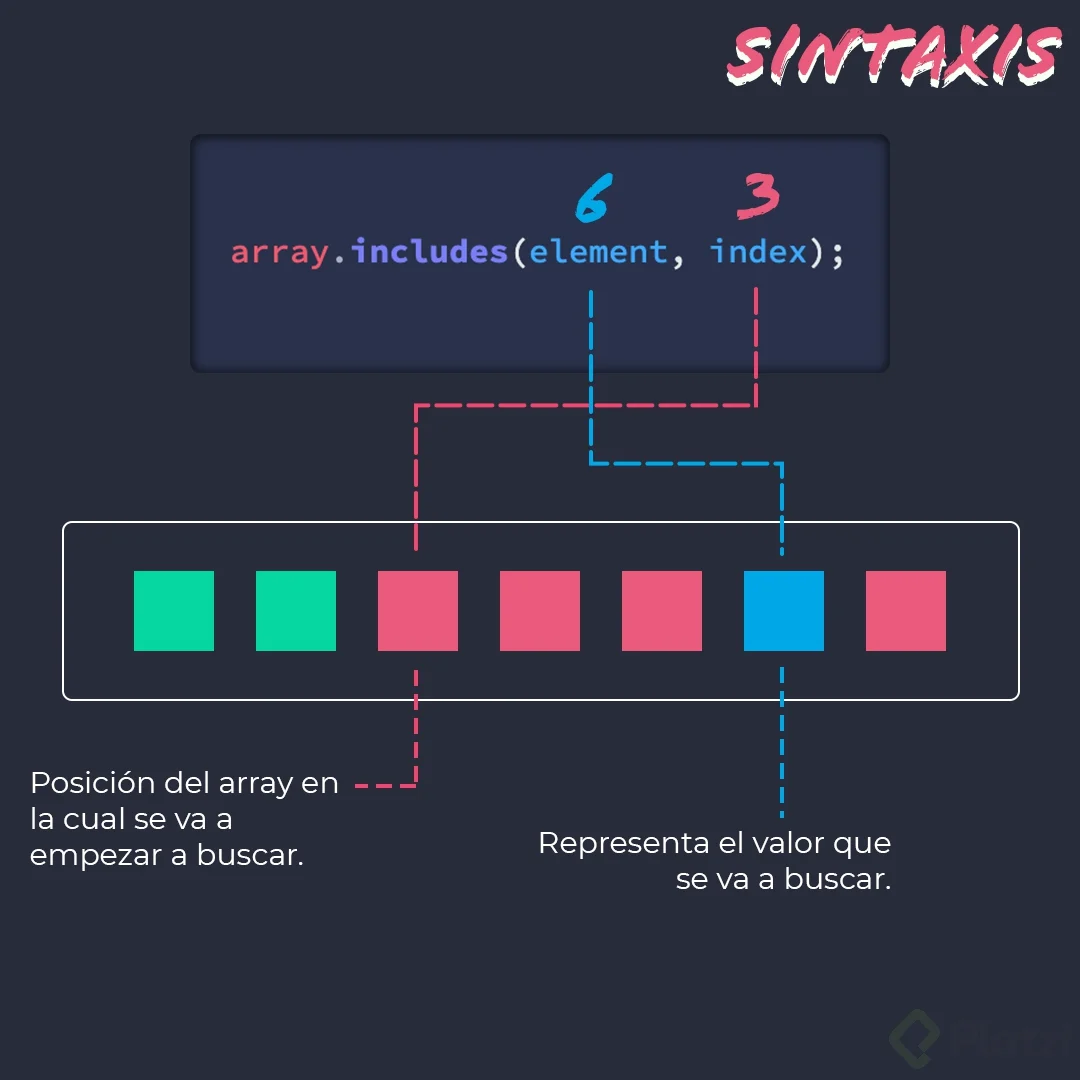 SINTAXIS
6 3
array.includes(element, index);
Posición del array en
la cual se va a
empezar a buscar.
Representa el valor que
se va a buscar.
Platzi